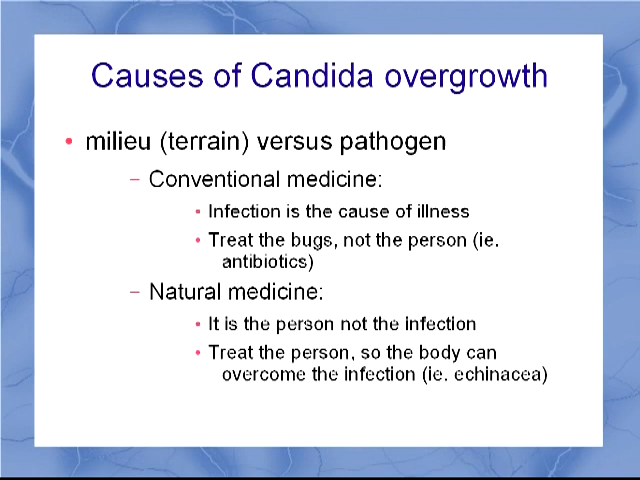 Causes of Candida overgrowth
• milieu (terrain) versus pathogen
– Conventional medicine:
• Infection is the cause of illness
• Treat the bugs, not the person (ie.
antibiotics)
– Natural medicine:
• It is the person not the infection
• Treat the person, so the body can
overcome the infection (ie. echinacea)